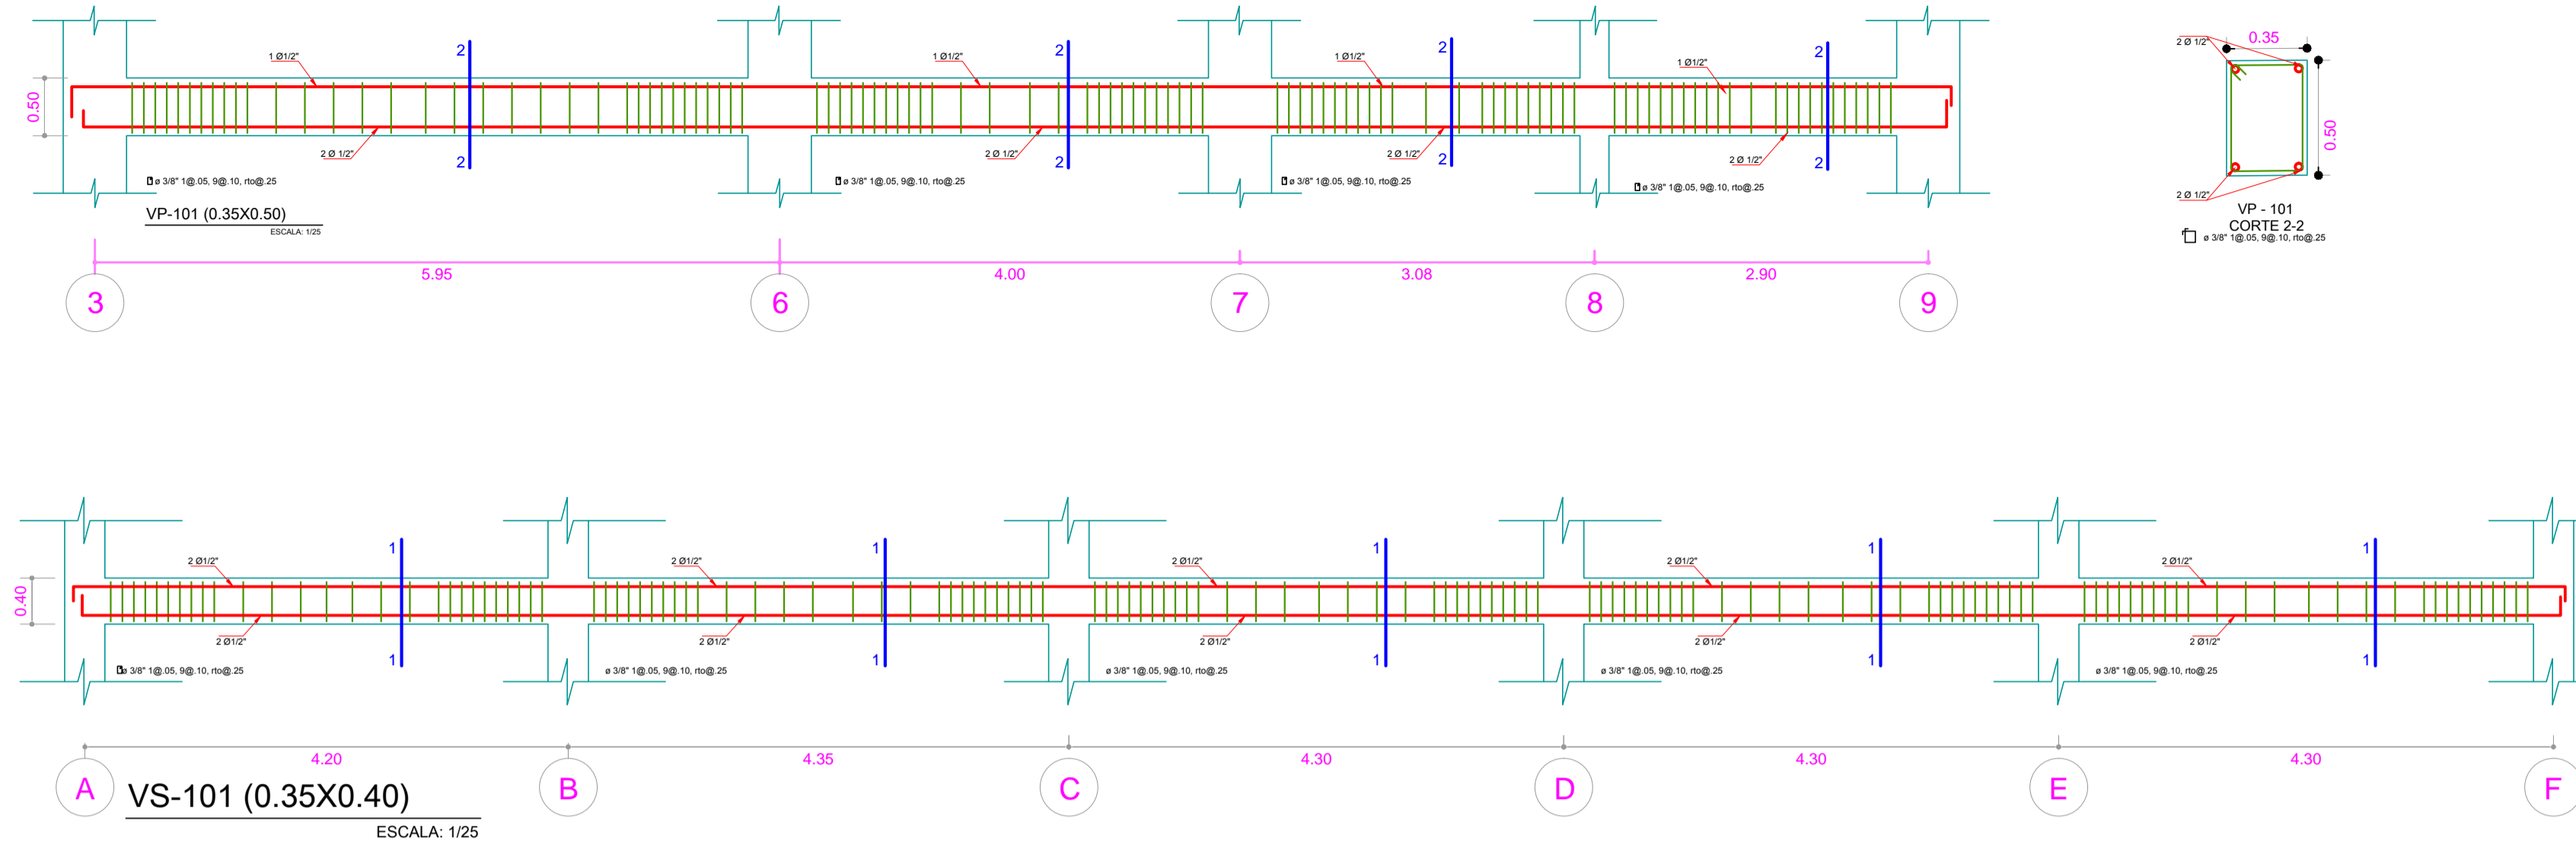 2 2 2 2
1 Ø1/2" 1 Ø1/2" 1 Ø1/2" 1 Ø1/2"
0.50
2 Ø 1/2" 2 Ø 1/2" 2 Ø 1/2" 2 Ø 1/2"
2 2 2 2
ø 3/8" 1@.05, 9@.10, rto@.25 ø 3/8" 1@.05, 9@.10, rto@.25 ø 3/8" 1@.05, 9@.10, rto@.25 ø 3/8" 1@.05, 9@.10, rto@.25
VP-101 (0.35X0.50)
ESCALA: 1/25
5.95 4.00 3.08 2.90
3 6 7 8 9
2 Ø 1/2"
0.35
0.50
2 Ø 1/2"
VP - 101
CORTE 2-2
ø 3/8" 1@.05, 9@.10, rto@.25
1 1 1 1 1
2 Ø1/2" 2 Ø1/2" 2 Ø1/2" 2 Ø1/2" 2 Ø1/2"
0.40
2 Ø1/2" 2 Ø1/2" 2 Ø1/2" 2 Ø1/2" 2 Ø1/2"
1 1 1 1 1
ø 3/8" 1@.05, 9@.10, rto@.25 ø 3/8" 1@.05, 9@.10, rto@.25 ø 3/8" 1@.05, 9@.10, rto@.25 ø 3/8" 1@.05, 9@.10, rto@.25 ø 3/8" 1@.05, 9@.10, rto@.25
4.20 4.35 4.30 4.30 4.30
A B C D E F
VS-101 (0.35X0.40)
ESCALA: 1/25